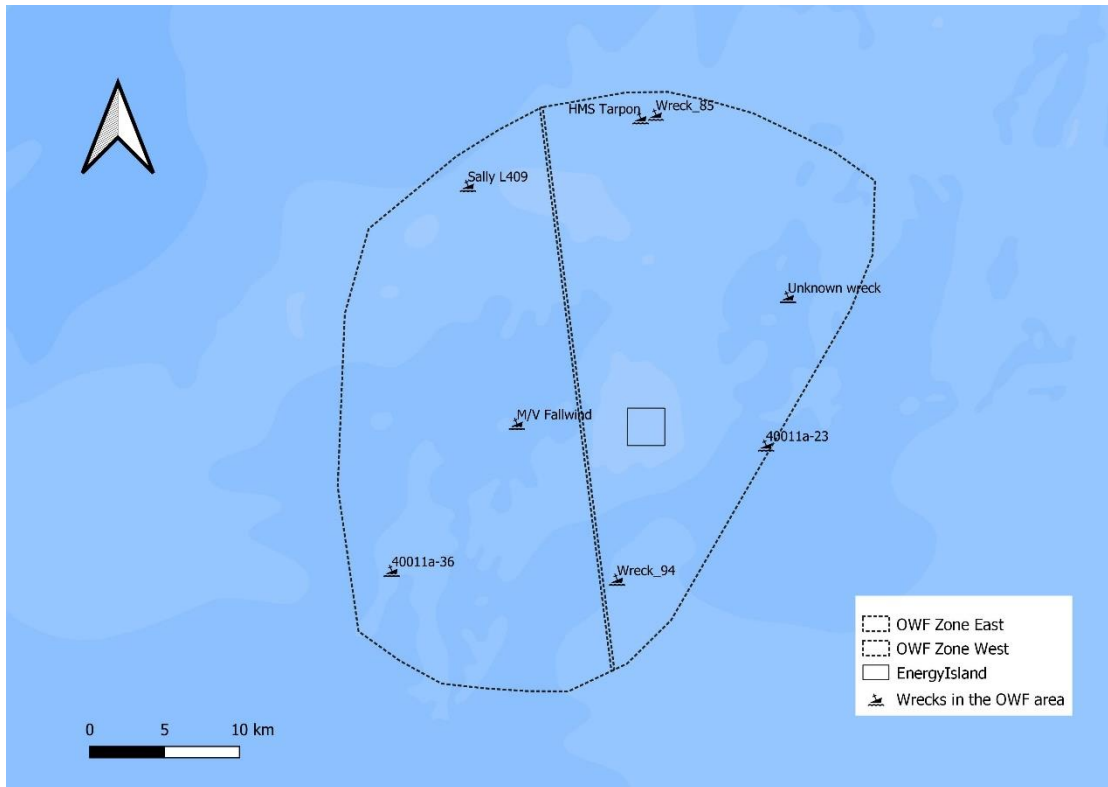 HMS Tarpon
Wreck_85
Sally L409
Unknown wreck
M/V Fallwind
40011a-23
40011a-36
Wreck_94
OWF Zone East
OWF Zone West
EnergyIsland
Wrecks in the OWF area
0 5 10 km